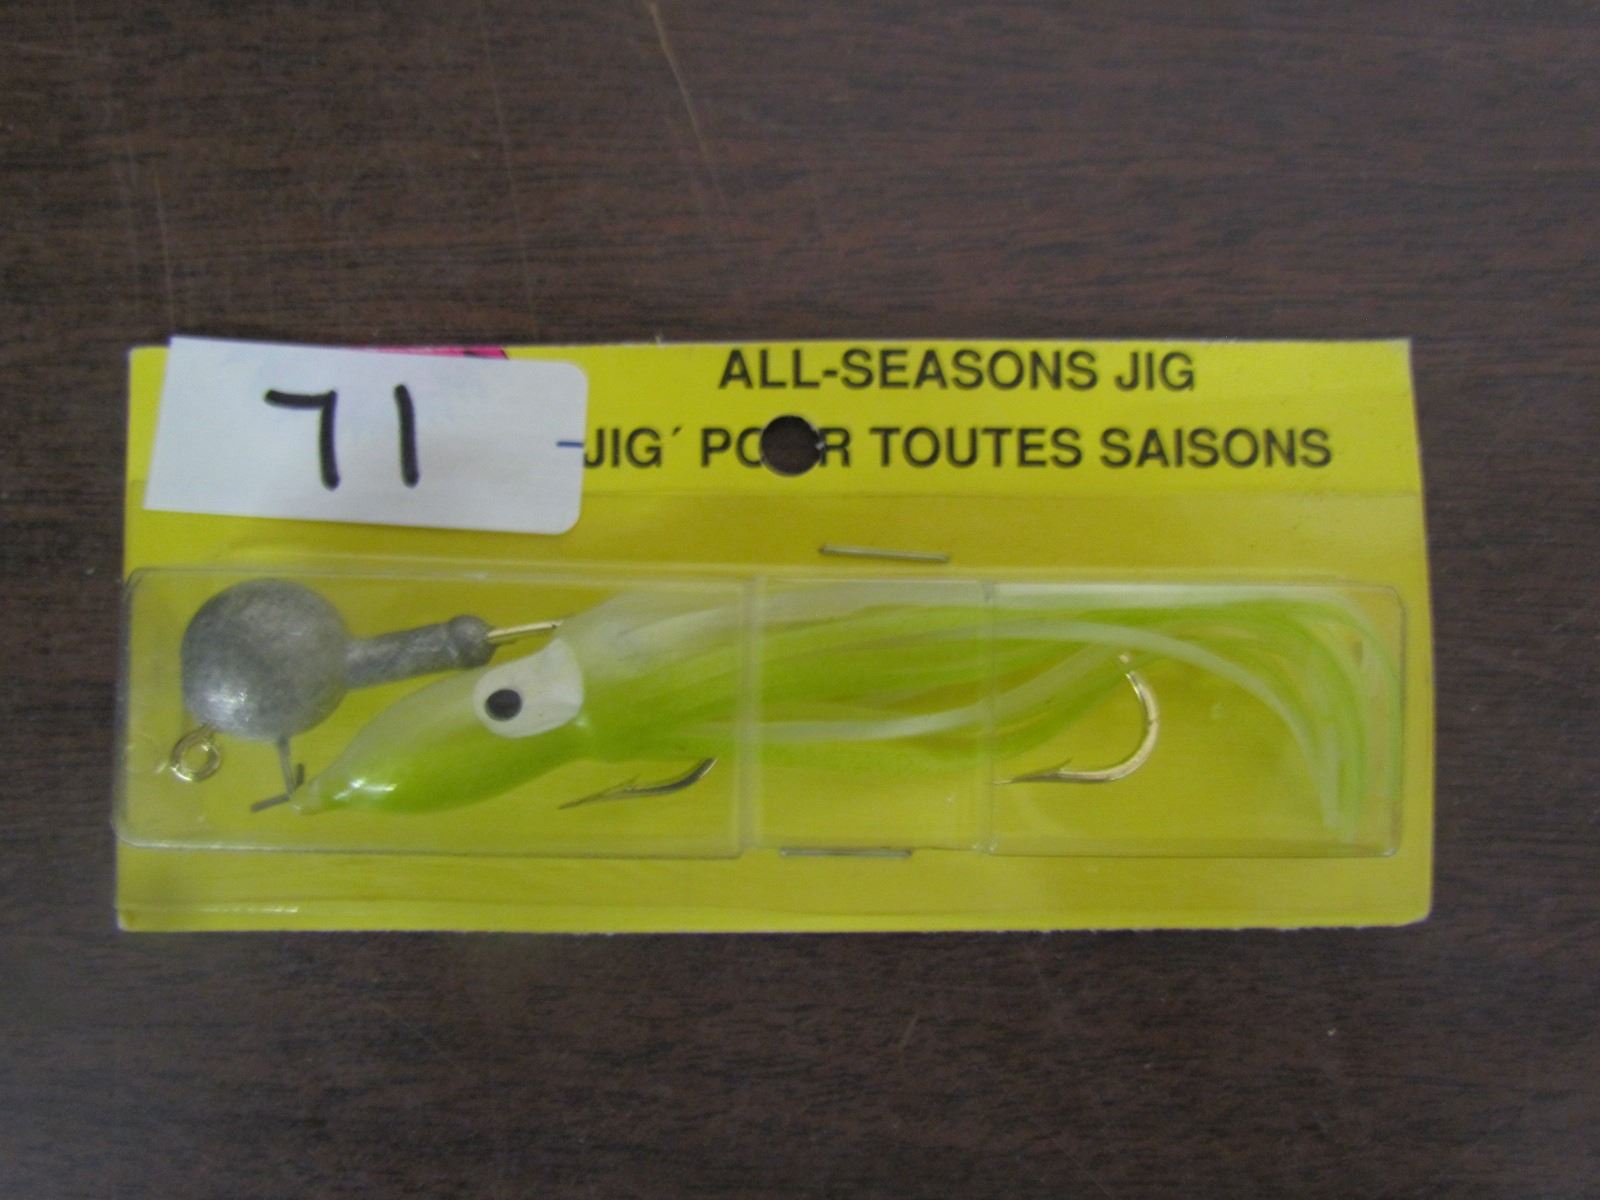 ALL-SEASONS JIG
71
JIG´ POUR TOUTES SAISONS